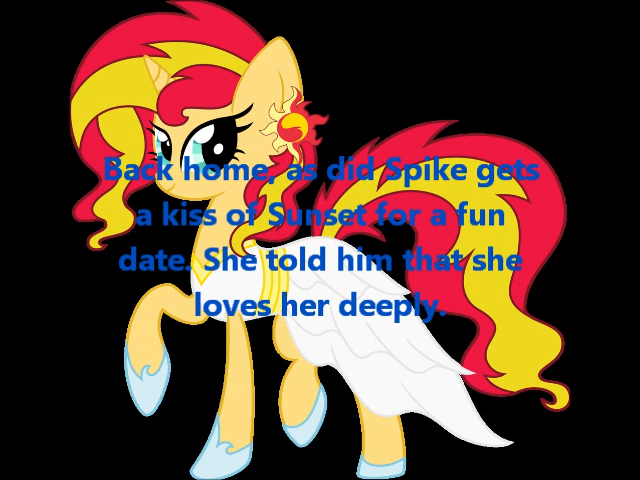 Back home, as did Spike gets
a kiss of Sunset for a fun
date. She told him that she
loves her deeply.